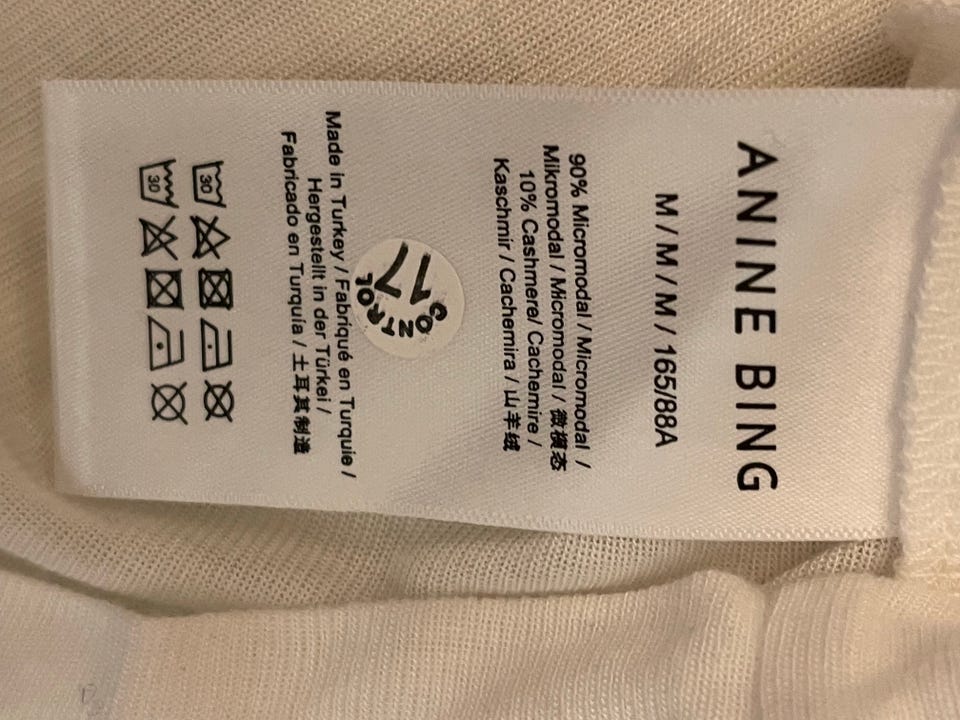 ANINE BING
M / M / M / M / 165/88A
90% Micromodal / Micromodal /
Mikromodal / Micromodal / 微模态
10% Cashmere/ Cachemire /
Kaschmir / Cachemira / 山羊绒
CONTROL
17
Made in Turkey / Fabriqué en Turquie /
Hergestellt in der Türkei /
Fabricado en Turquía / 土耳其制造
30
30